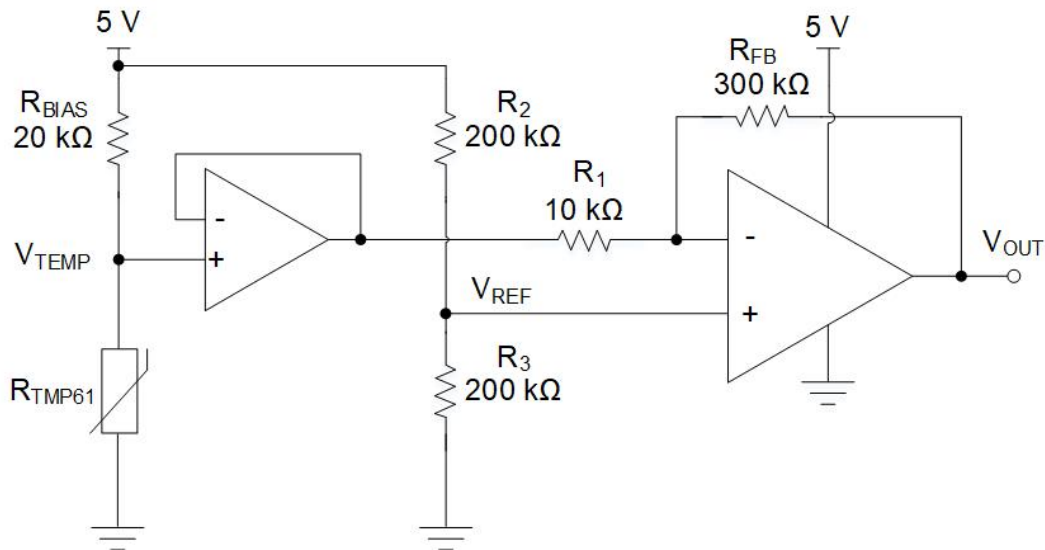 5 V
R_BIAS
20 kΩ
R_2
200 kΩ
R_FB
300 kΩ
5 V
-
+
V_TEMP
R_1
10 kΩ
-
+
V_OUT
V_REF
R_TMP61
R_3
200 kΩ